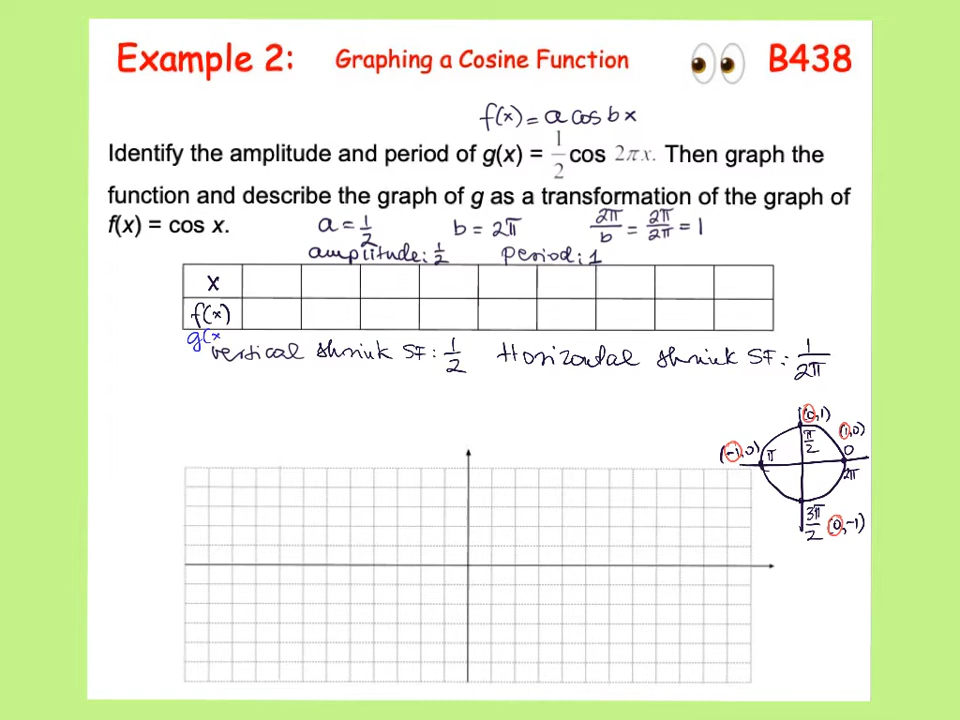 Example 2: Graphing a Cosine Function B438
f(x) = a cos b x
Identify the amplitude and period of g(x) = 1/2 cos 2πx. Then graph the
function and describe the graph of g as a transformation of the graph of
f(x) = cos x. a = 1/2 b = 2π 2π/b = 2π/2π = 1
amplitude: 1/2 period: 1
x
f(x)
g(x
vertical shrink SF: 1/2 Horizontal shrink SF: 1/2π
(0,1)
π/2 (1,0)
(-1,0) π 0
2π
3π/2 (0,-1)